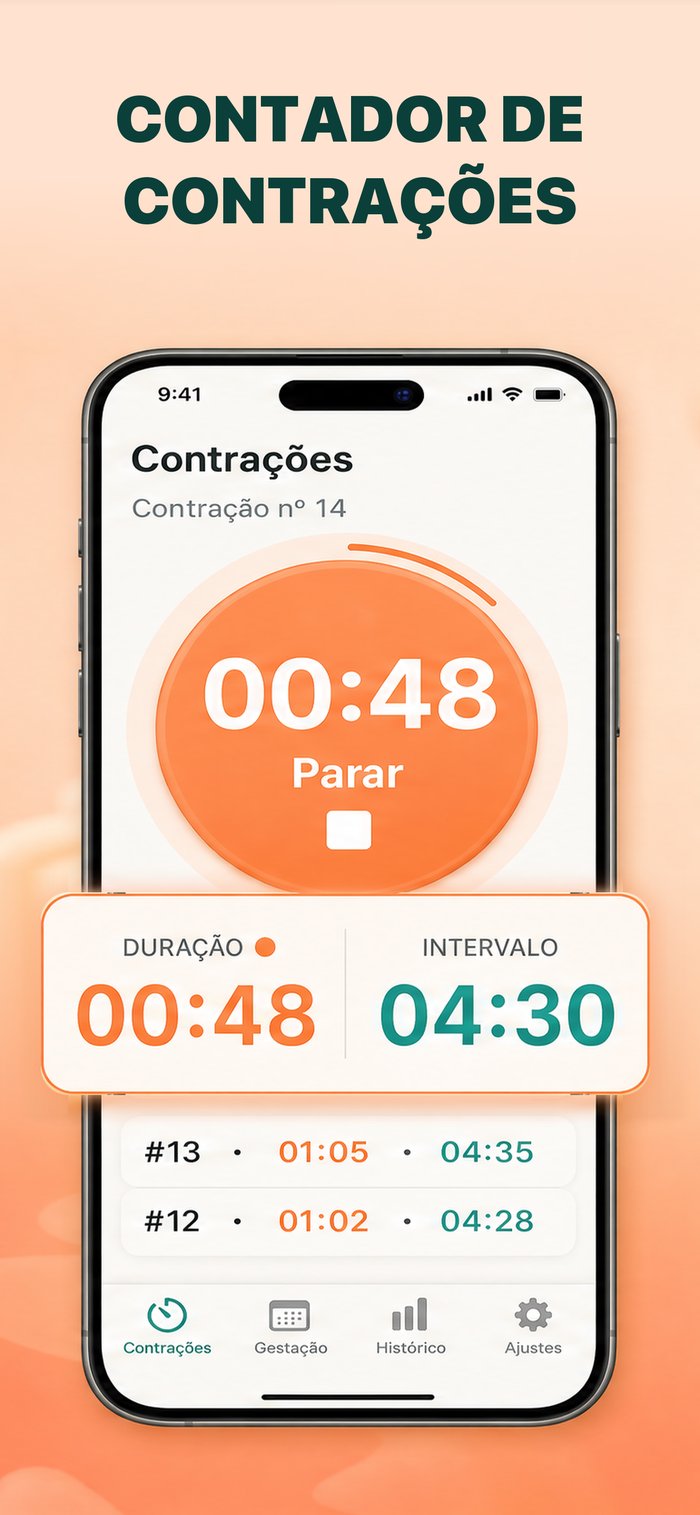 CONTADOR DE
CONTRAÇÕES
9:41
Contrações
Contração nº 14
00:48
Parar
DURAÇÃO
INTERVALO
00:48
04:30
#13 • 01:05 • 04:35
#12 • 01:02 • 04:28
Contrações
Gestação
Histórico
Ajustes